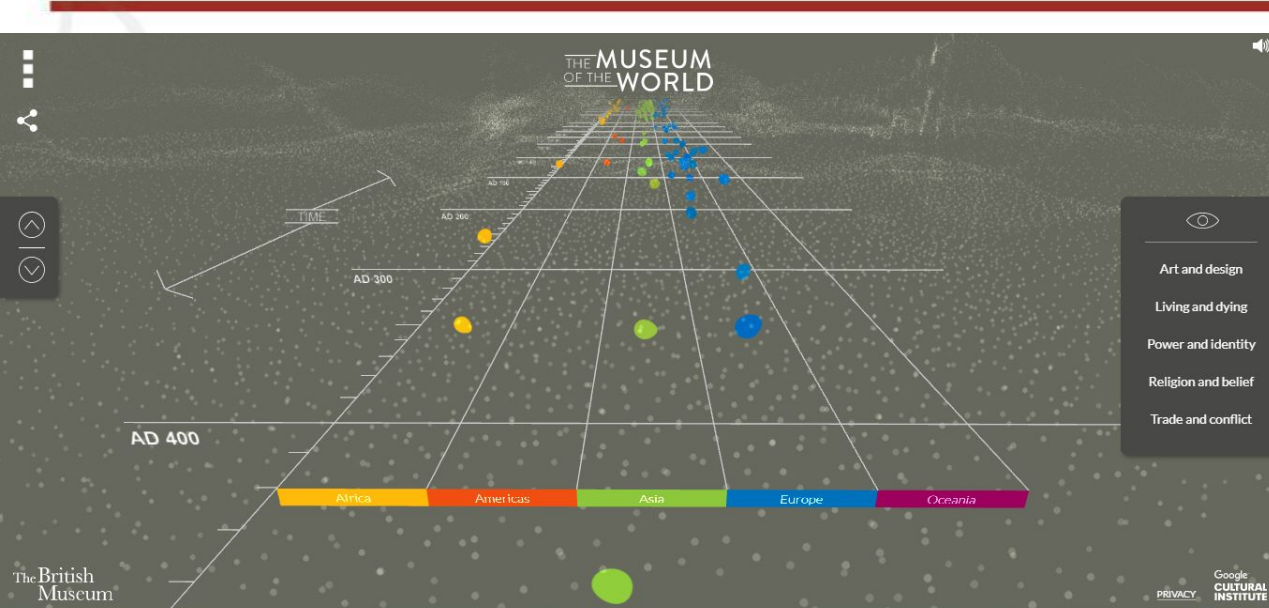 THE MUSEUM
OF THE WORLD
TIME
AD 100
AD 200
AD 300
AD 400
Africa
Americas
Asia
Europe
Oceania
Art and design
Living and dying
Power and identity
Religion and belief
Trade and conflict
The British
Museum
PRIVACY
Google
CULTURAL
INSTITUTE